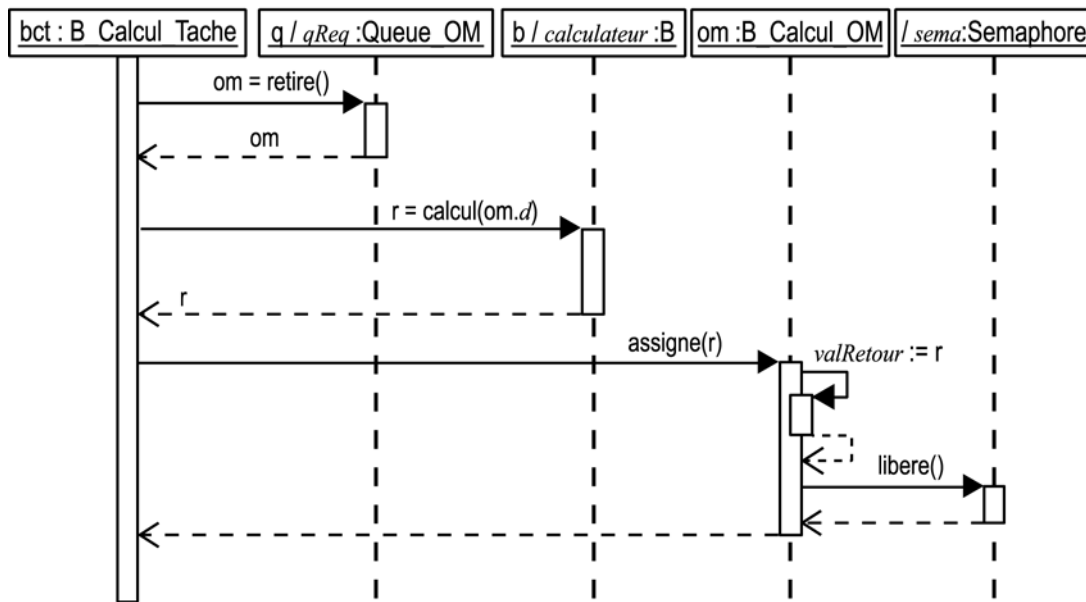 bct : B_Calcul_Tache
q / qReq :Queue_OM
b / calculateur :B
om :B_Calcul_OM
/ sema:Semaphore
om = retire()
om
r = calcul(om.d)
r
assigne(r)
valRetour := r
libere()